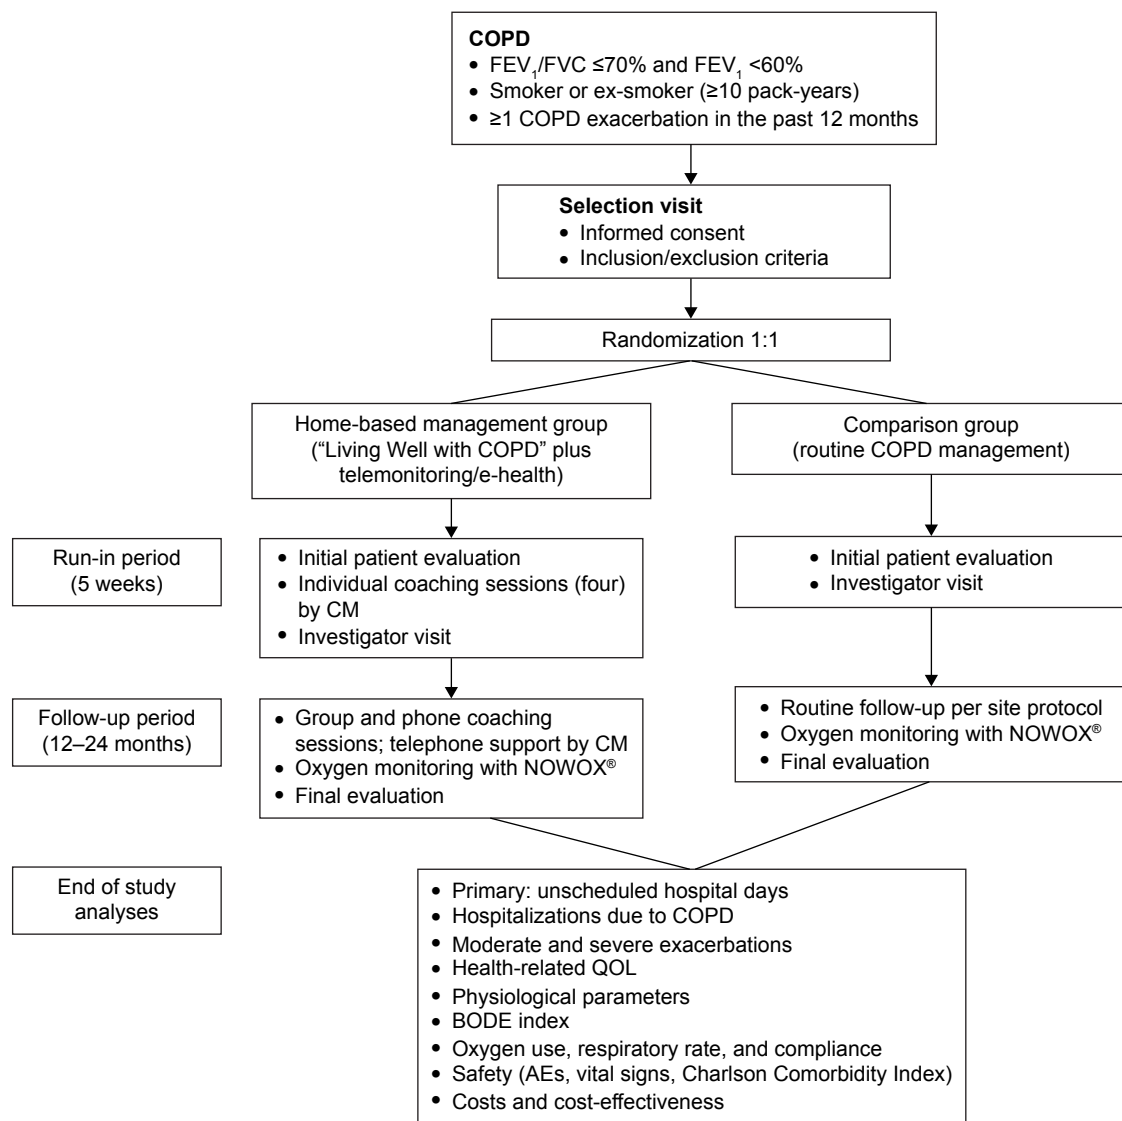 COPD
• FEV₁/FVC ≤70% and FEV₁ <60%
• Smoker or ex-smoker (≥10 pack-years)
• ≥1 COPD exacerbation in the past 12 months
Selection visit
• Informed consent
• Inclusion/exclusion criteria
Randomization 1:1
Home-based management group
(“Living Well with COPD” plus
telemonitoring/e-health)
Comparison group
(routine COPD management)
Run-in period
(5 weeks)
• Initial patient evaluation
• Individual coaching sessions (four)
by CM
• Investigator visit
• Initial patient evaluation
• Investigator visit
Follow-up period
(12–24 months)
• Group and phone coaching
sessions; telephone support by CM
• Oxygen monitoring with NOWOX®
• Final evaluation
• Routine follow-up per site protocol
• Oxygen monitoring with NOWOX®
• Final evaluation
End of study
analyses
• Primary: unscheduled hospital days
• Hospitalizations due to COPD
• Moderate and severe exacerbations
• Health-related QOL
• Physiological parameters
• BODE index
• Oxygen use, respiratory rate, and compliance
• Safety (AEs, vital signs, Charlson Comorbidity Index)
• Costs and cost-effectiveness